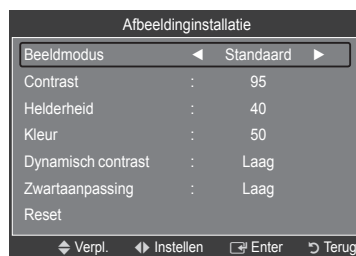 Afbeeldinginstallatie
Beeldmodus ◄ Standaard ►
Contrast : 95
Helderheid : 40
Kleur : 50
Dynamisch contrast : Laag
Zwartaanpassing : Laag
Reset
Verpl. Instellen Enter Terug